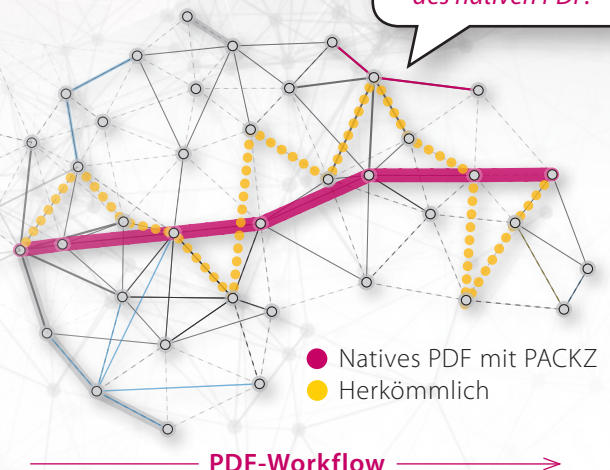 des nativen PDF.
Natives PDF mit PACKZ
Herkömmlich
PDF-Workflow